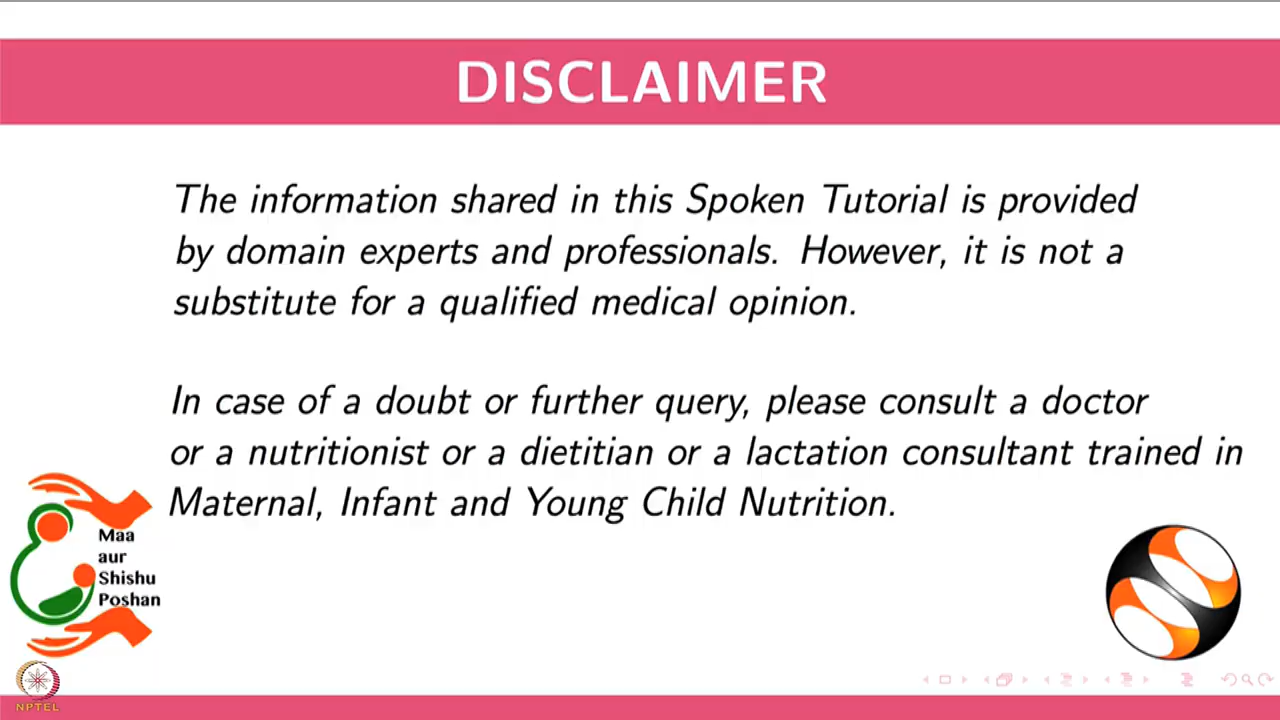 DISCLAIMER
The information shared in this Spoken Tutorial is provided
by domain experts and professionals. However, it is not a
substitute for a qualified medical opinion.
In case of a doubt or further query, please consult a doctor
or a nutritionist or a dietitian or a lactation consultant trained in
Maternal, Infant and Young Child Nutrition.
Maa
aur
Shishu
Poshan
NPTEL